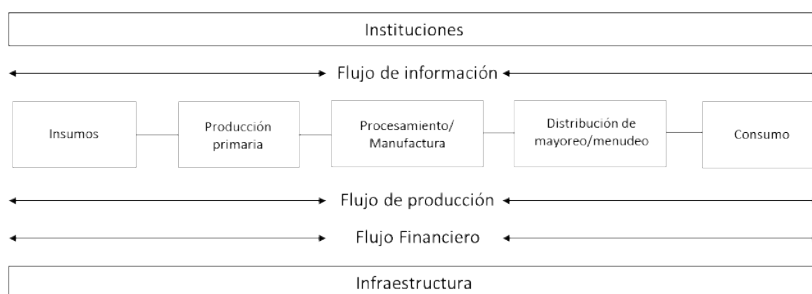 Instituciones
Flujo de información
Insumos
Producción
primaria
Procesamiento/
Manufactura
Distribución de
mayoreo/menudeo
Consumo
Flujo de producción
Flujo Financiero
Infraestructura